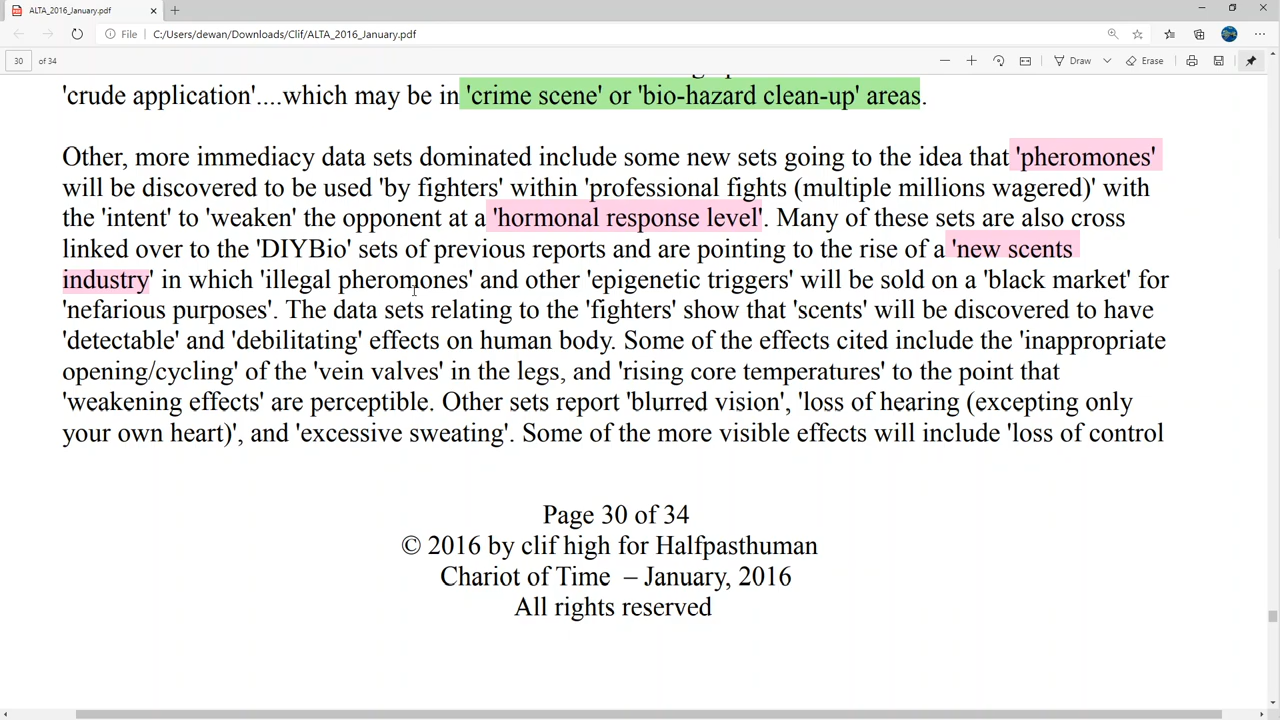 ALTA_2016_January.pdf
File C:/Users/dewan/Downloads/Clif/ALTA_2016_January.pdf
30 of 34 Draw Erase
'crude application'....which may be in 'crime scene' or 'bio-hazard clean-up' areas.
Other, more immediacy data sets dominated include some new sets going to the idea that 'pheromones'
will be discovered to be used 'by fighters' within 'professional fights (multiple millions wagered)' with
the 'intent' to 'weaken' the opponent at a 'hormonal response level'. Many of these sets are also cross
linked over to the 'DIYBio' sets of previous reports and are pointing to the rise of a 'new scents
industry' in which 'illegal pheromones' and other 'epigenetic triggers' will be sold on a 'black market' for
'nefarious purposes'. The data sets relating to the 'fighters' show that 'scents' will be discovered to have
'detectable' and 'debilitating' effects on human body. Some of the effects cited include the 'inappropriate
opening/cycling' of the 'vein valves' in the legs, and 'rising core temperatures' to the point that
'weakening effects' are perceptible. Other sets report 'blurred vision', 'loss of hearing (excepting only
your own heart)', and 'excessive sweating'. Some of the more visible effects will include 'loss of control
Page 30 of 34
© 2016 by clif high for Halfpasthuman
Chariot of Time – January, 2016
All rights reserved